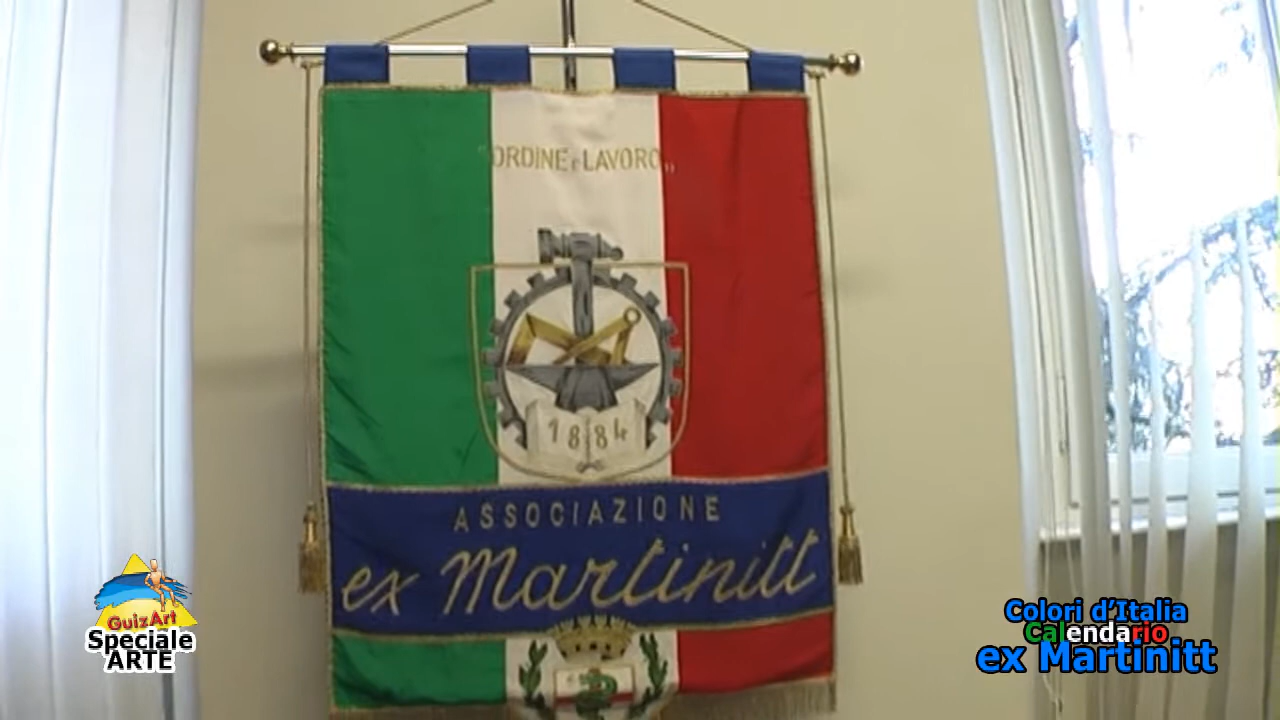 "ORDINE e LAVORO„
1884
ASSOCIAZIONE
ex Martinitt
GuizArt
Speciale
ARTE
Colori d'Italia
Calendario
ex Martinitt